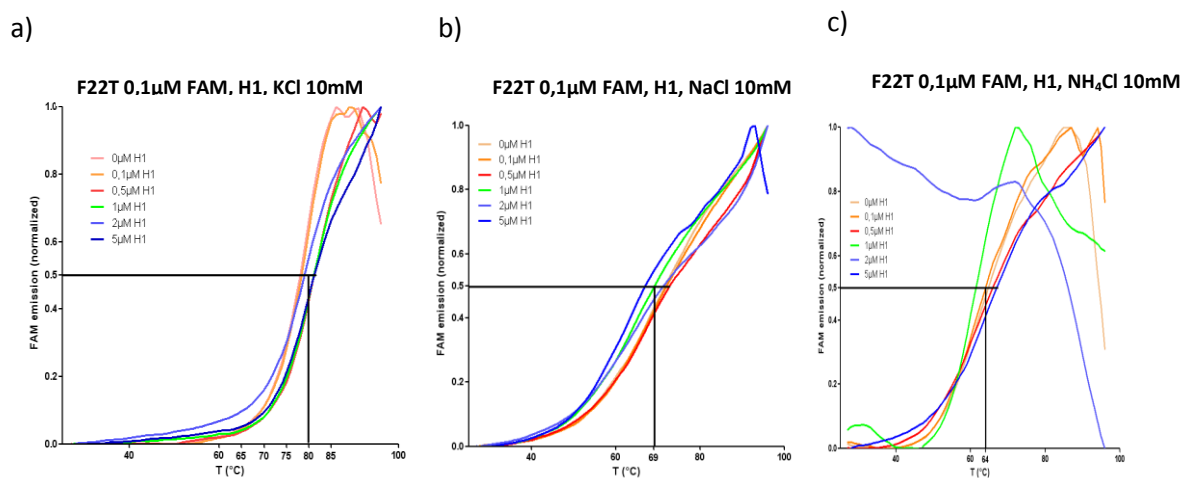 a)
F22T 0,1µM FAM, H1, KCl 10mM
FAM emission (normalized)
1.0
0.8
0.6
0.5
0.4
0.2
0.0
0µM H1
0,1µM H1
0,5µM H1
1µM H1
2µM H1
5µM H1
40
60
65
70
75
80
100
T (°C)
b)
F22T 0,1µM FAM, H1, NaCl 10mM
FAM emission (normalized)
1.0
0.8
0.6
0.5
0.4
0.2
0.0
0µM H1
0,1µM H1
0,5µM H1
1µM H1
2µM H1
5µM H1
40
60
69
80
100
T (°C)
c)
F22T 0,1µM FAM, H1, NH₄Cl 10mM
FAM emission (normalized)
1.0
0.8
0.6
0.5
0.4
0.2
0.0
0µM H1
0,1µM H1
0,5µM H1
1µM H1
2µM H1
5µM H1
40
60
64
80
100
T (°C)